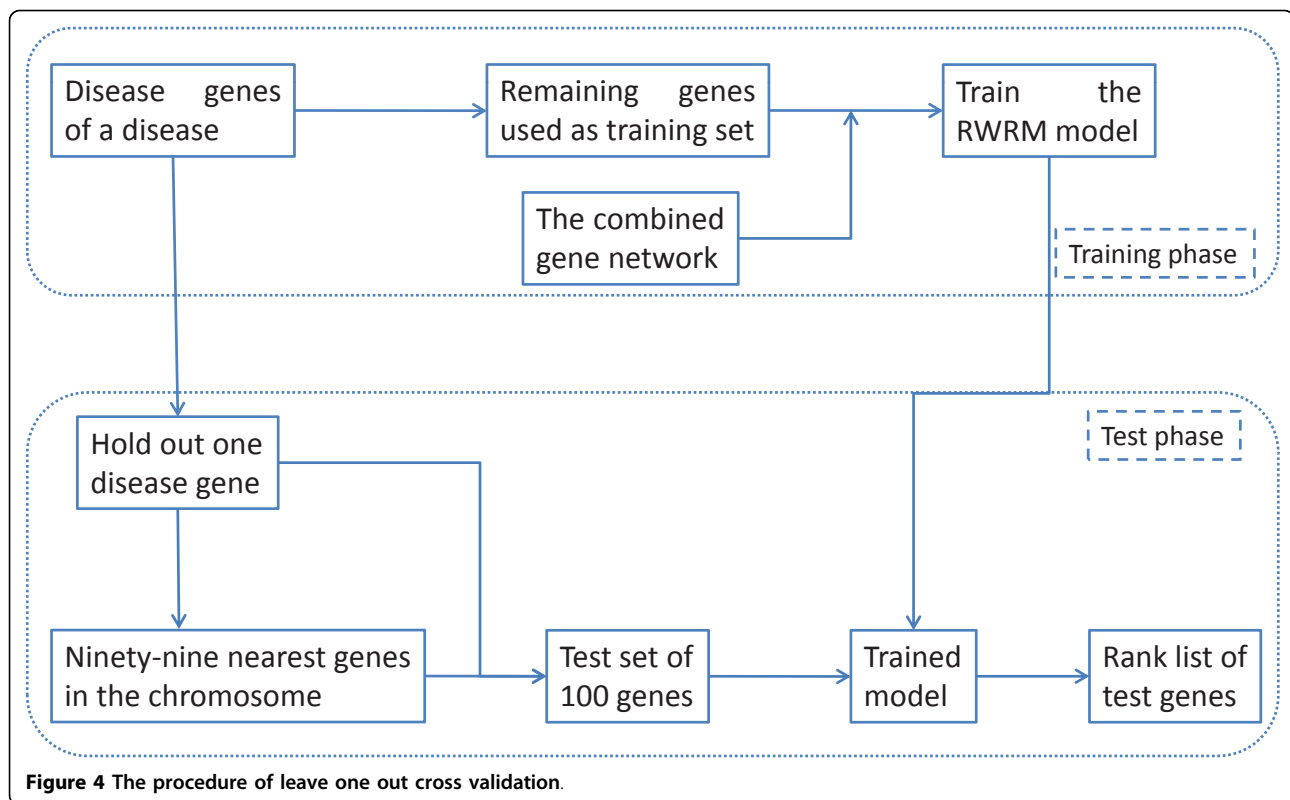 Disease genes
of a disease
Remaining genes
used as training set
Train the
RWRM model
The combined
gene network
Training phase
Test phase
Hold out one
disease gene
Ninety-nine nearest genes
in the chromosome
Test set of
100 genes
Trained
model
Rank list of
test genes
Figure 4 The procedure of leave one out cross validation.